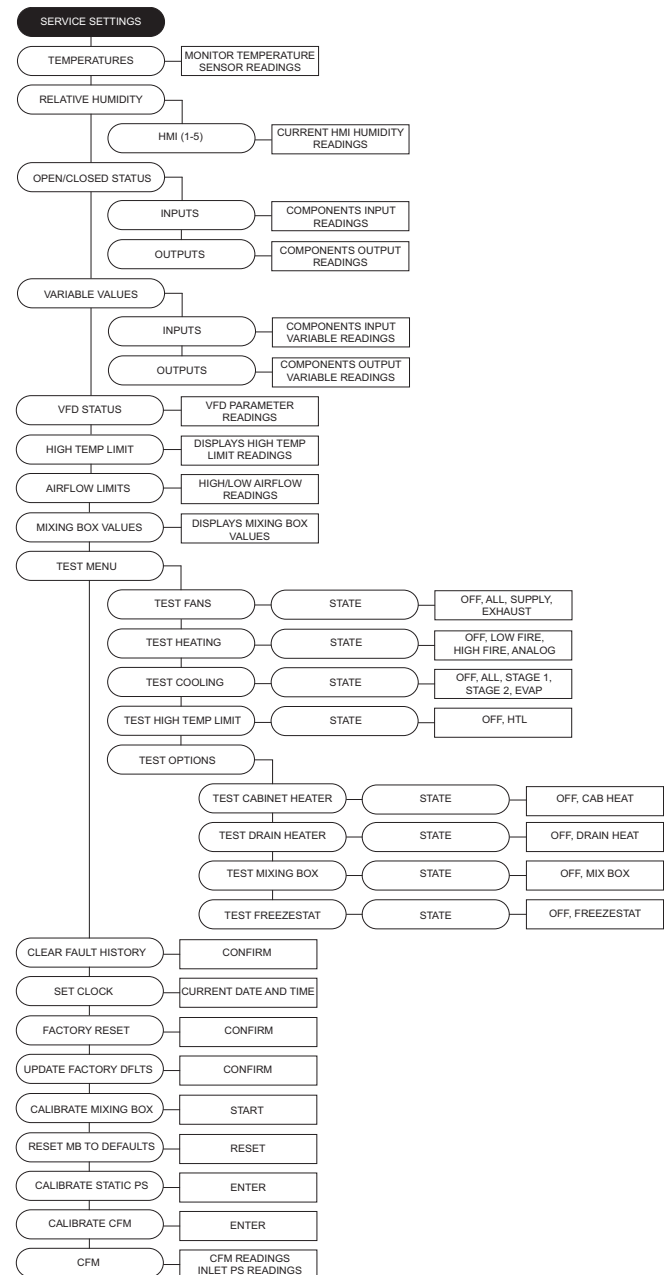 SERVICE SETTINGS
TEMPERATURES
MONITOR TEMPERATURE
SENSOR READINGS
RELATIVE HUMIDITY
HMI (1-5)
CURRENT HMI HUMIDITY
READINGS
OPEN/CLOSED STATUS
INPUTS
COMPONENTS INPUT
READINGS
OUTPUTS
COMPONENTS OUTPUT
READINGS
VARIABLE VALUES
INPUTS
COMPONENTS INPUT
VARIABLE READINGS
OUTPUTS
COMPONENTS OUTPUT
VARIABLE READINGS
VFD STATUS
VFD PARAMETER
READINGS
HIGH TEMP LIMIT
DISPLAYS HIGH TEMP
LIMIT READINGS
AIRFLOW LIMITS
HIGH/LOW AIRFLOW
READINGS
MIXING BOX VALUES
DISPLAYS MIXING BOX
VALUES
TEST MENU
TEST FANS
STATE
OFF, ALL, SUPPLY,
EXHAUST
TEST HEATING
STATE
OFF, LOW FIRE,
HIGH FIRE, ANALOG
TEST COOLING
STATE
OFF, ALL, STAGE 1,
STAGE 2, EVAP
TEST HIGH TEMP LIMIT
STATE
OFF, HTL
TEST OPTIONS
TEST CABINET HEATER
STATE
OFF, CAB HEAT
TEST DRAIN HEATER
STATE
OFF, DRAIN HEAT
TEST MIXING BOX
STATE
OFF, MIX BOX
TEST FREEZESTAT
STATE
OFF, FREEZESTAT
CLEAR FAULT HISTORY
CONFIRM
SET CLOCK
CURRENT DATE AND TIME
FACTORY RESET
CONFIRM
UPDATE FACTORY DFLTS
CONFIRM
CALIBRATE MIXING BOX
START
RESET MB TO DEFAULTS
RESET
CALIBRATE STATIC PS
ENTER
CALIBRATE CFM
ENTER
CFM
CFM READINGS
INLET PS READINGS